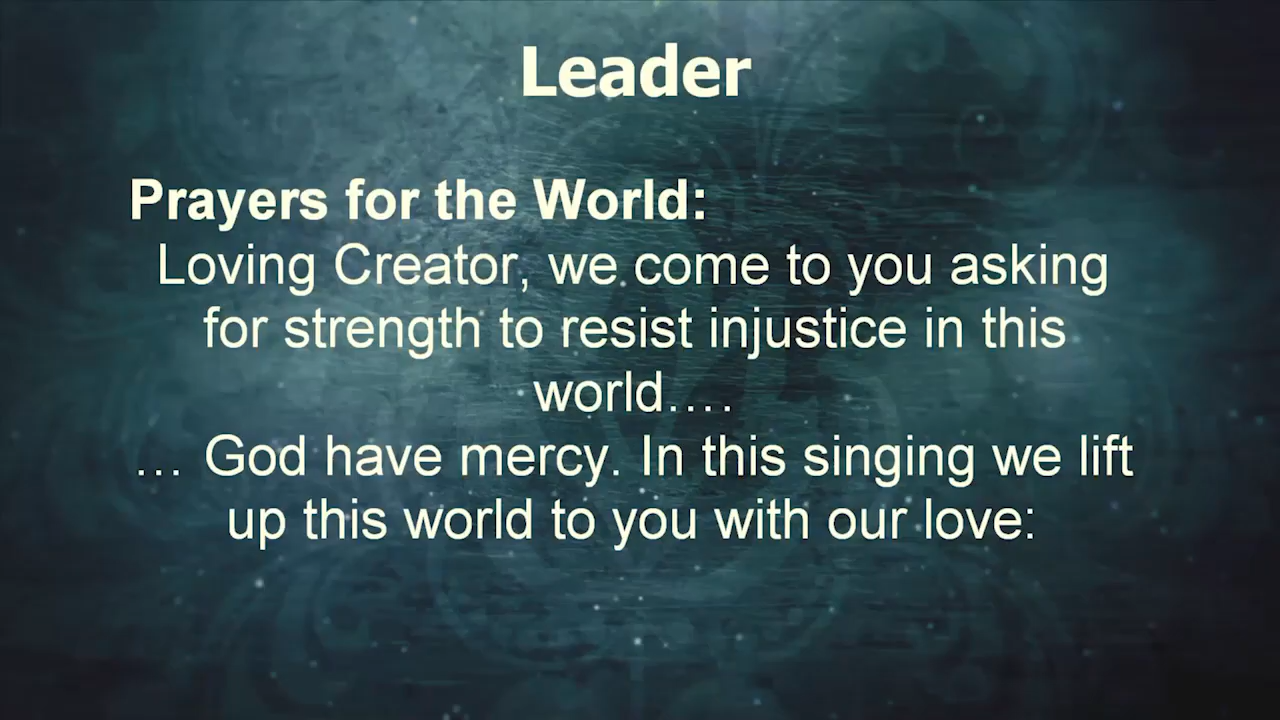 Leader
Prayers for the World:
Loving Creator, we come to you asking
for strength to resist injustice in this
world....
... God have mercy. In this singing we lift
up this world to you with our love: